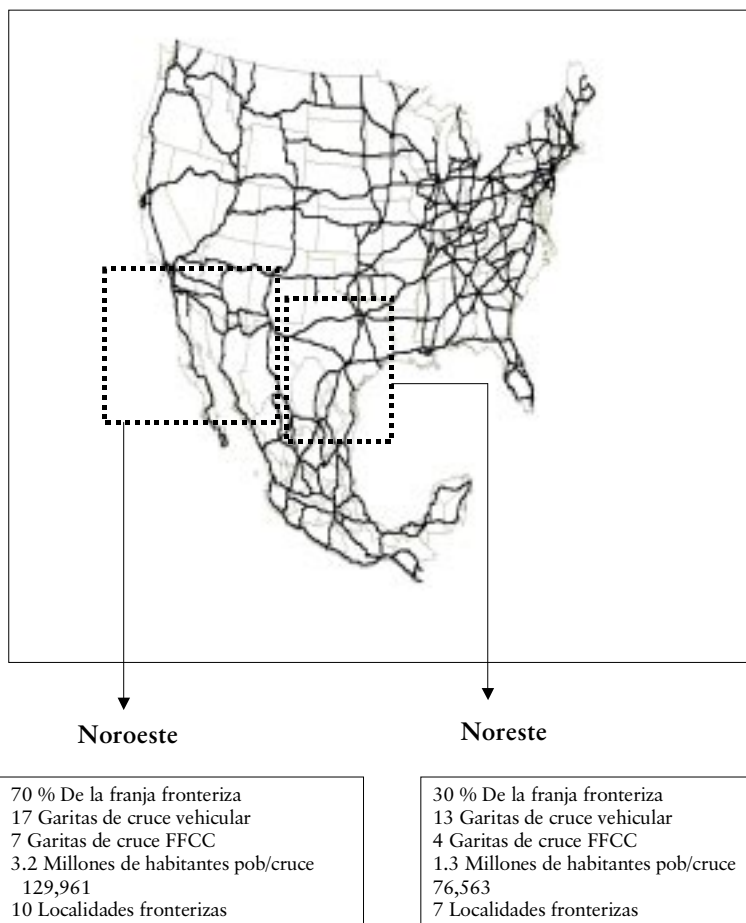 Noroeste
70 % De la franja fronteriza
17 Garitas de cruce vehicular
7 Garitas de cruce FFCC
3.2 Millones de habitantes pob/cruce
129,961
10 Localidades fronterizas
Noreste
30 % De la franja fronteriza
13 Garitas de cruce vehicular
4 Garitas de cruce FFCC
1.3 Millones de habitantes pob/cruce
76,563
7 Localidades fronterizas